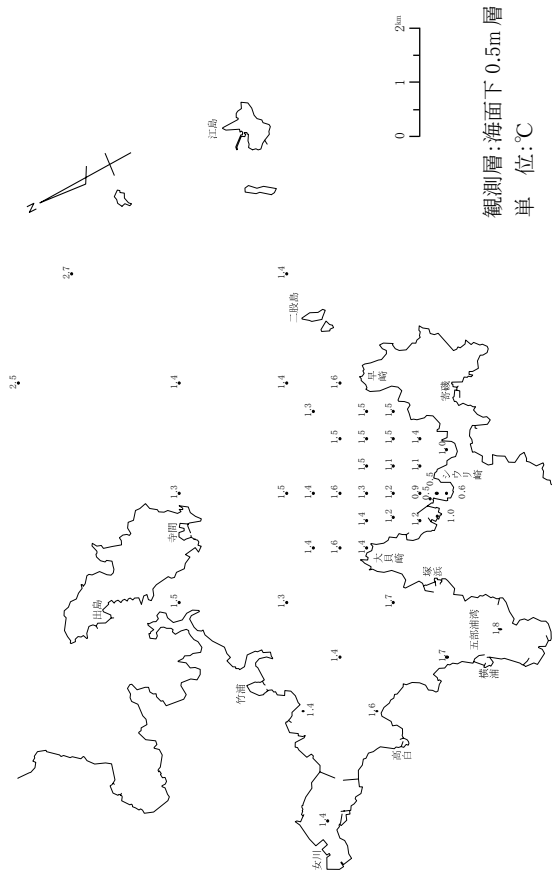 2.5
N
2.7
出島
寺間
1.5 1.3 1.4
江島
竹浦
1.3 1.5 1.4 1.4
二股島
1.4 1.4 1.4 1.3
女川
1.4
1.4 1.6 1.6 1.5 1.6
1.4 1.4 1.3 1.5 1.5 1.5
1.6
早崎
大貝崎
1.7 1.2 1.2 1.1 1.5 1.5
高白
1.2 0.9 1.1 1.4
0.5 0.5
塚浜
1.7 1.0
寄磯
1.0
シウリ崎
0.6
五部浦湾
横浦
1.8
0 1 2km
観測層:海面下 0.5m 層
単 位:℃